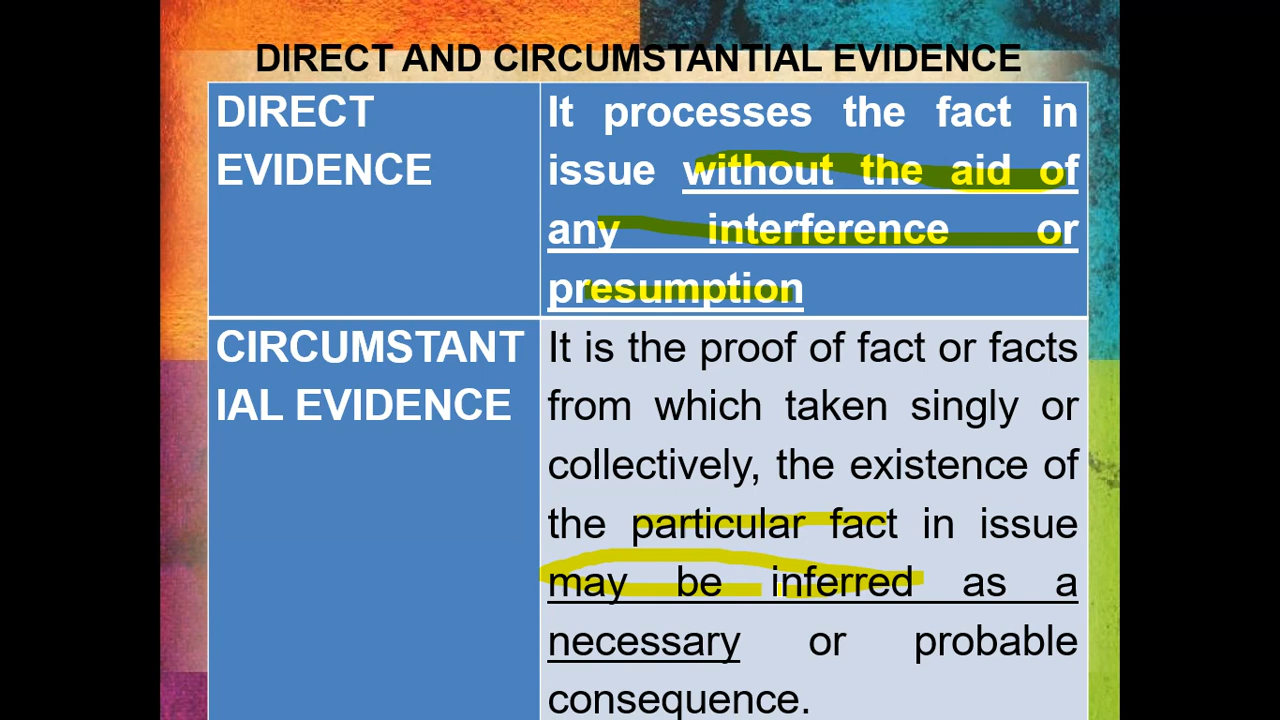 DIRECT AND CIRCUMSTANTIAL EVIDENCE
DIRECT
EVIDENCE
It processes the fact in
issue without the aid of
any interference or
presumption
CIRCUMSTANT
IAL EVIDENCE
It is the proof of fact or facts
from which taken singly or
collectively, the existence of
the particular fact in issue
may be inferred as a
necessary or probable
consequence.